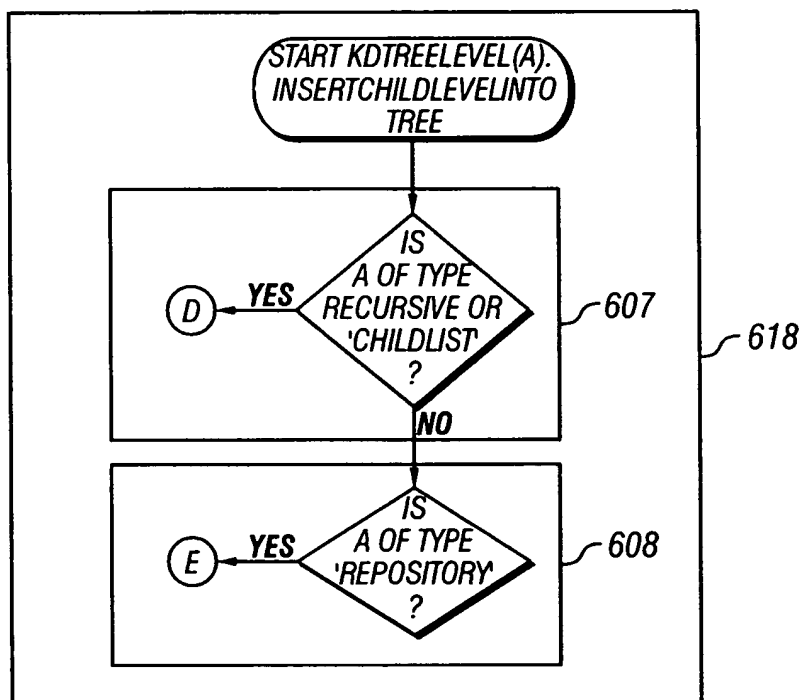 START KDTREELEVEL(A).
INSERTCHILDLEVELINTO
TREE
IS
A OF TYPE
RECURSIVE OR
'CHILDLIST'
?
YES
D
607
618
NO
IS
A OF TYPE
'REPOSITORY'
?
YES
E
608